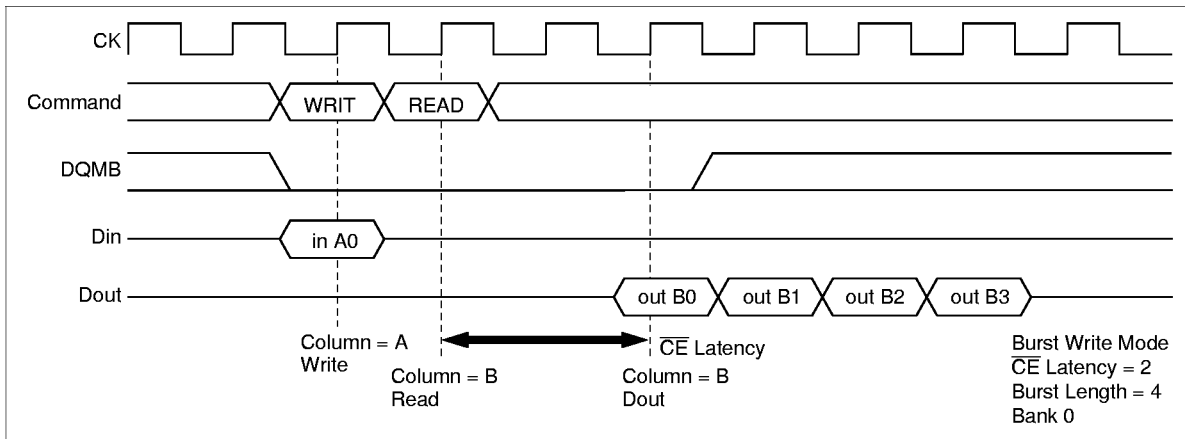 CK
Command
WRIT
READ
DQMB
Din
in A0
Dout
out B0
out B1
out B2
out B3
Column = A
Write
Column = B
Read
CE Latency
Column = B
Dout
Burst Write Mode
CE Latency = 2
Burst Length = 4
Bank 0